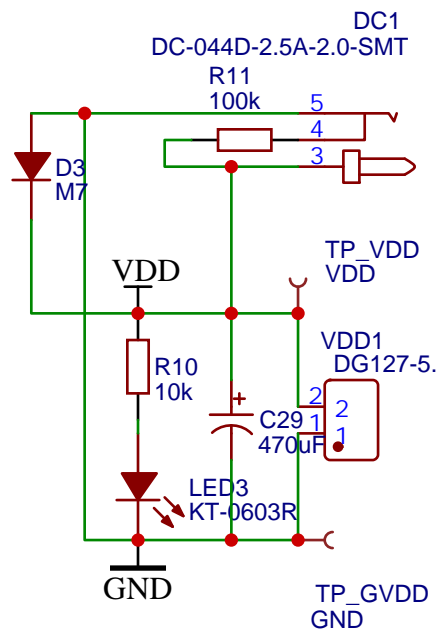 DC1
DC-044D-2.5A-2.0-SMT
R11
100k
5
4
3
D3
M7
TP_VDD
VDD
VDD
VDD1
DG127-5.
R10
10k
2
2
1
1
+
C29
470uF
LED3
KT-0603R
GND
TP_GVDD
GND